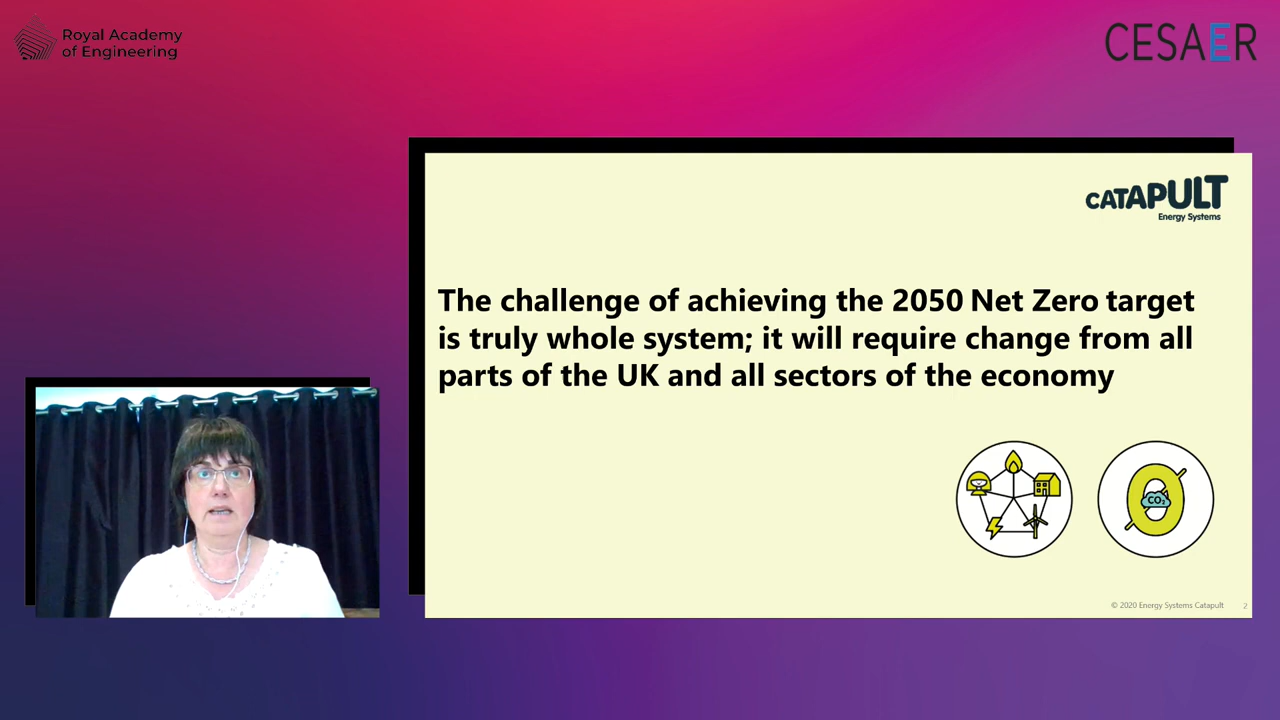 Royal Academy
of Engineering
CESAER
CATAPULT
Energy Systems
The challenge of achieving the 2050 Net Zero target
is truly whole system; it will require change from all
parts of the UK and all sectors of the economy
CO₂
© 2020 Energy Systems Catapult 2